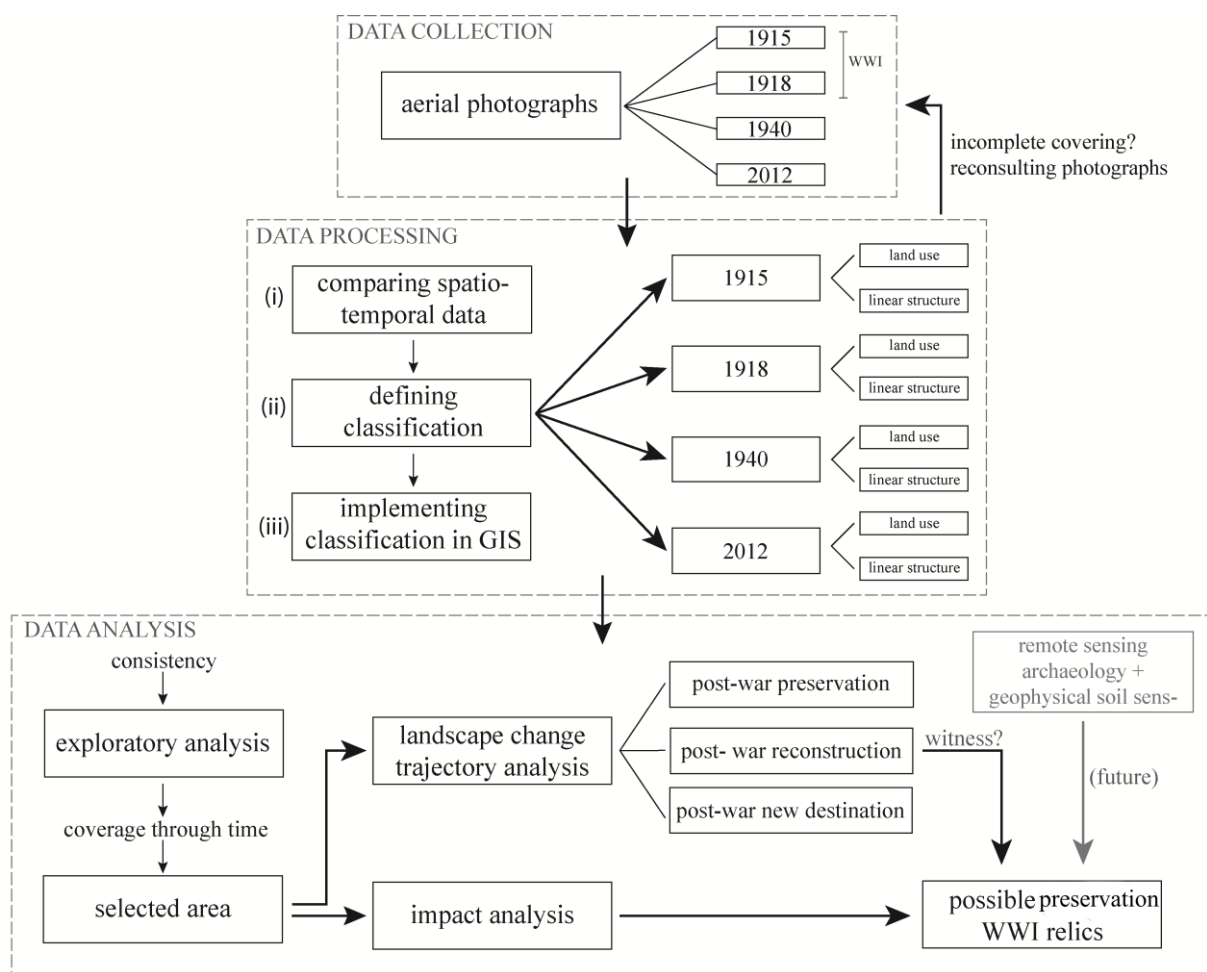 DATA COLLECTION
aerial photographs
1915
1918
1940
2012
WWI
incomplete covering?
reconsulting photographs
DATA PROCESSING
(i)
comparing spatio-
temporal data
(ii)
defining
classification
(iii)
implementing
classification in GIS
1915
land use
linear structure
1918
land use
linear structure
1940
land use
linear structure
2012
land use
linear structure
DATA ANALYSIS
consistency
exploratory analysis
coverage through time
selected area
landscape change
trajectory analysis
impact analysis
post-war preservation
post- war reconstruction
post-war new destination
witness?
remote sensing
archaeology +
geophysical soil sens-
(future)
possible preservation
WWI relics